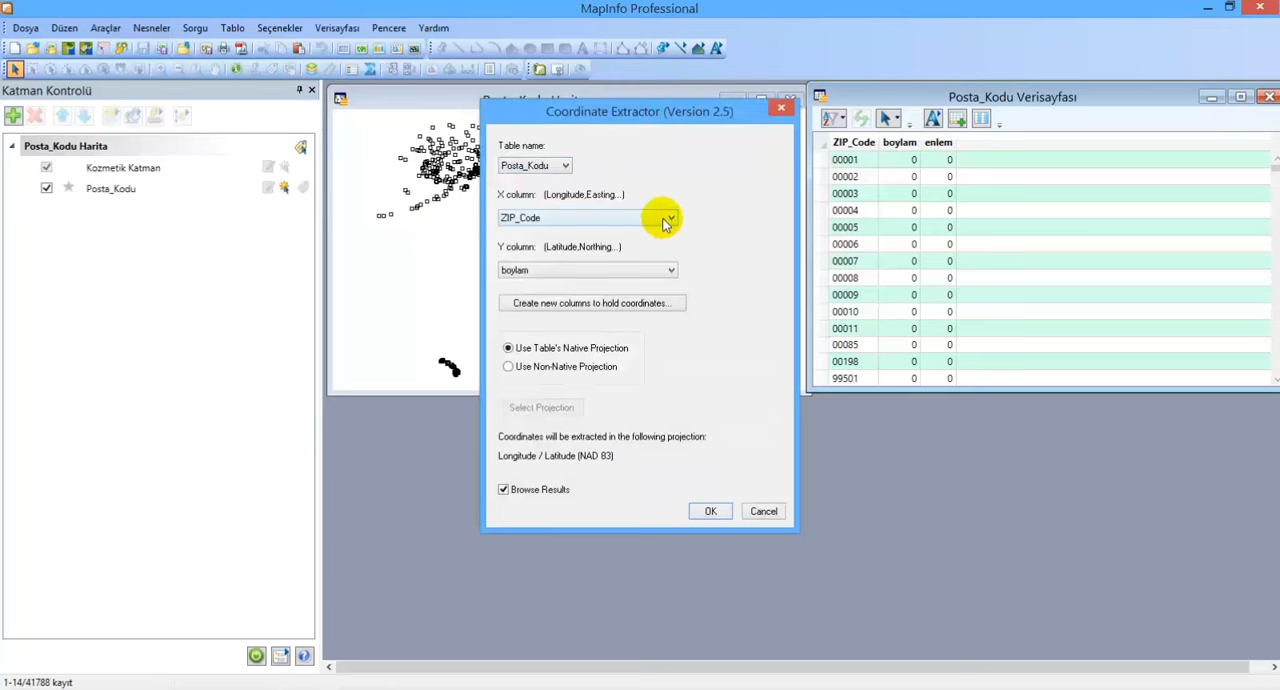 MapInfo Professional
Dosya Düzen Araçlar Nesneler Sorgu Tablo Seçenekler Verisayfası Pencere Yardım
Katman Kontrolü
Posta_Kodu Harita
Kozmetik Katman
Posta_Kodu
Coordinate Extractor (Version 2.5)
Table name:
Posta_Kodu
X column: (Longitude,Easting...)
ZIP_Code
Y column: (Latitude,Northing...)
boylam
Create new columns to hold coordinates...
Use Table's Native Projection
Use Non-Native Projection
Select Projection
Coordinates will be extracted in the following projection:
Longitude / Latitude (NAD 83)
Browse Results
OK Cancel
Posta_Kodu Verisayfası
ZIP_Code boylam enlem
00001 0 0
00002 0 0
00003 0 0
00004 0 0
00005 0 0
00006 0 0
00007 0 0
00008 0 0
00009 0 0
00010 0 0
00011 0 0
00085 0 0
00198 0 0
99501 0 0
1-14/41788 kayıt